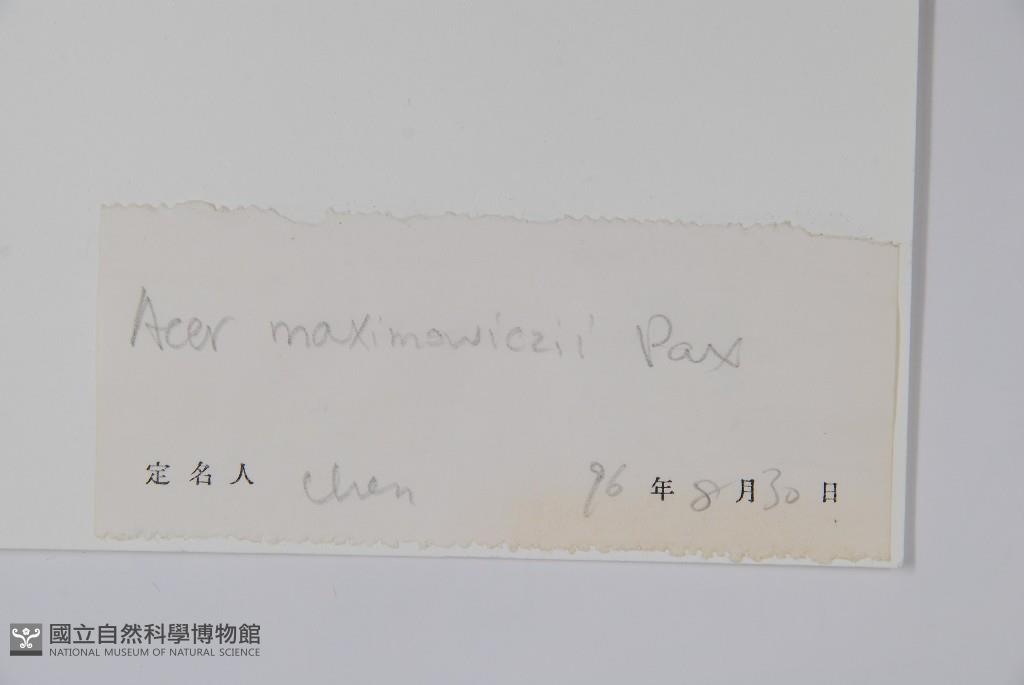 Acer maximowiczii Pax
定名人 chen 96 年 8 月 30 日
國立自然科學博物館
NATIONAL MUSEUM OF NATURAL SCIENCE